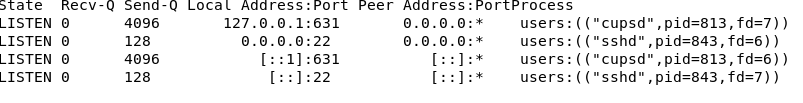 State Recv-Q Send-Q Local Address:Port Peer Address:PortProcess
LISTEN 0 4096 127.0.0.1:631 0.0.0.0:* users:(("cupsd",pid=813,fd=7))
LISTEN 0 128 0.0.0.0:22 0.0.0.0:* users:(("sshd",pid=843,fd=6))
LISTEN 0 4096 [::1]:631 [::]:* users:(("cupsd",pid=813,fd=6))
LISTEN 0 128 [::]:22 [::]:* users:(("sshd",pid=843,fd=7))